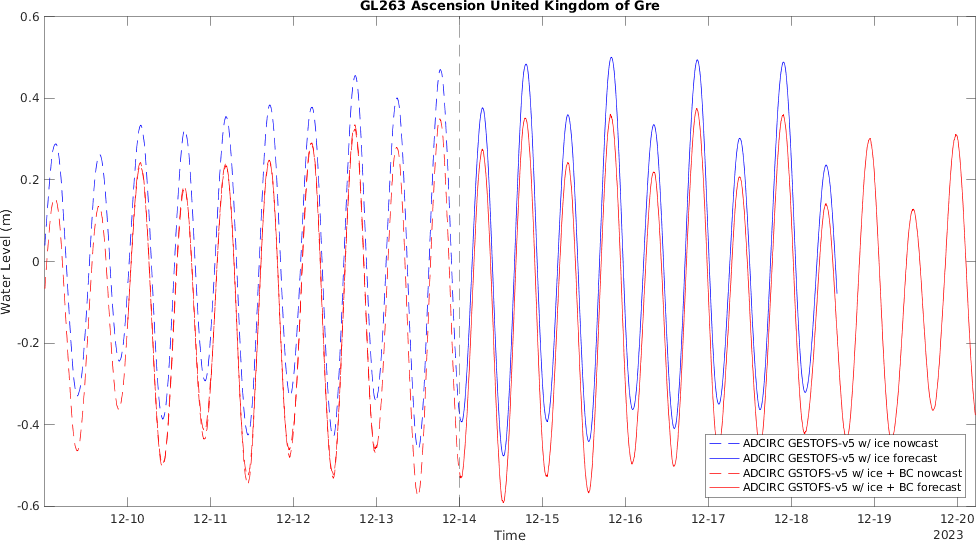 GL263 Ascension United Kingdom of Gre
0.6
0.4
0.2
0
-0.2
-0.4
-0.6
Water Level (m)
ADCIRC GESTOFS-v5 w/ ice nowcast
ADCIRC GESTOFS-v5 w/ ice forecast
ADCIRC GSTOFS-v5 w/ ice + BC nowcast
ADCIRC GSTOFS-v5 w/ ice + BC forecast
12-10 12-11 12-12 12-13 12-14 12-15 12-16 12-17 12-18 12-19 12-20
Time
2023